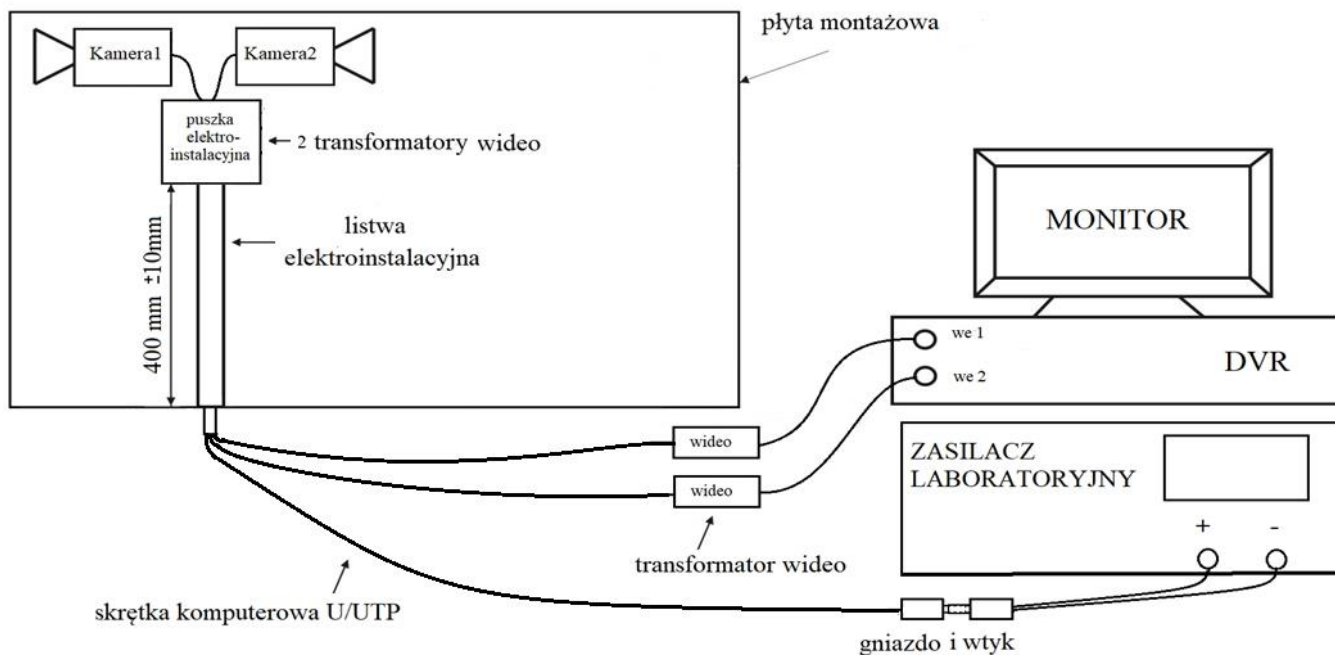 płyta montażowa
Kamera1
Kamera2
puszka
elektro-
instalacyjna
2 transformatory wideo
listwa
elektroinstalacyjna
400 mm ±10mm
MONITOR
we 1
we 2
DVR
wideo
wideo
transformator wideo
ZASILACZ
LABORATORYJNY
+ -
skrętka komputerowa U/UTP
gniazdo i wtyk